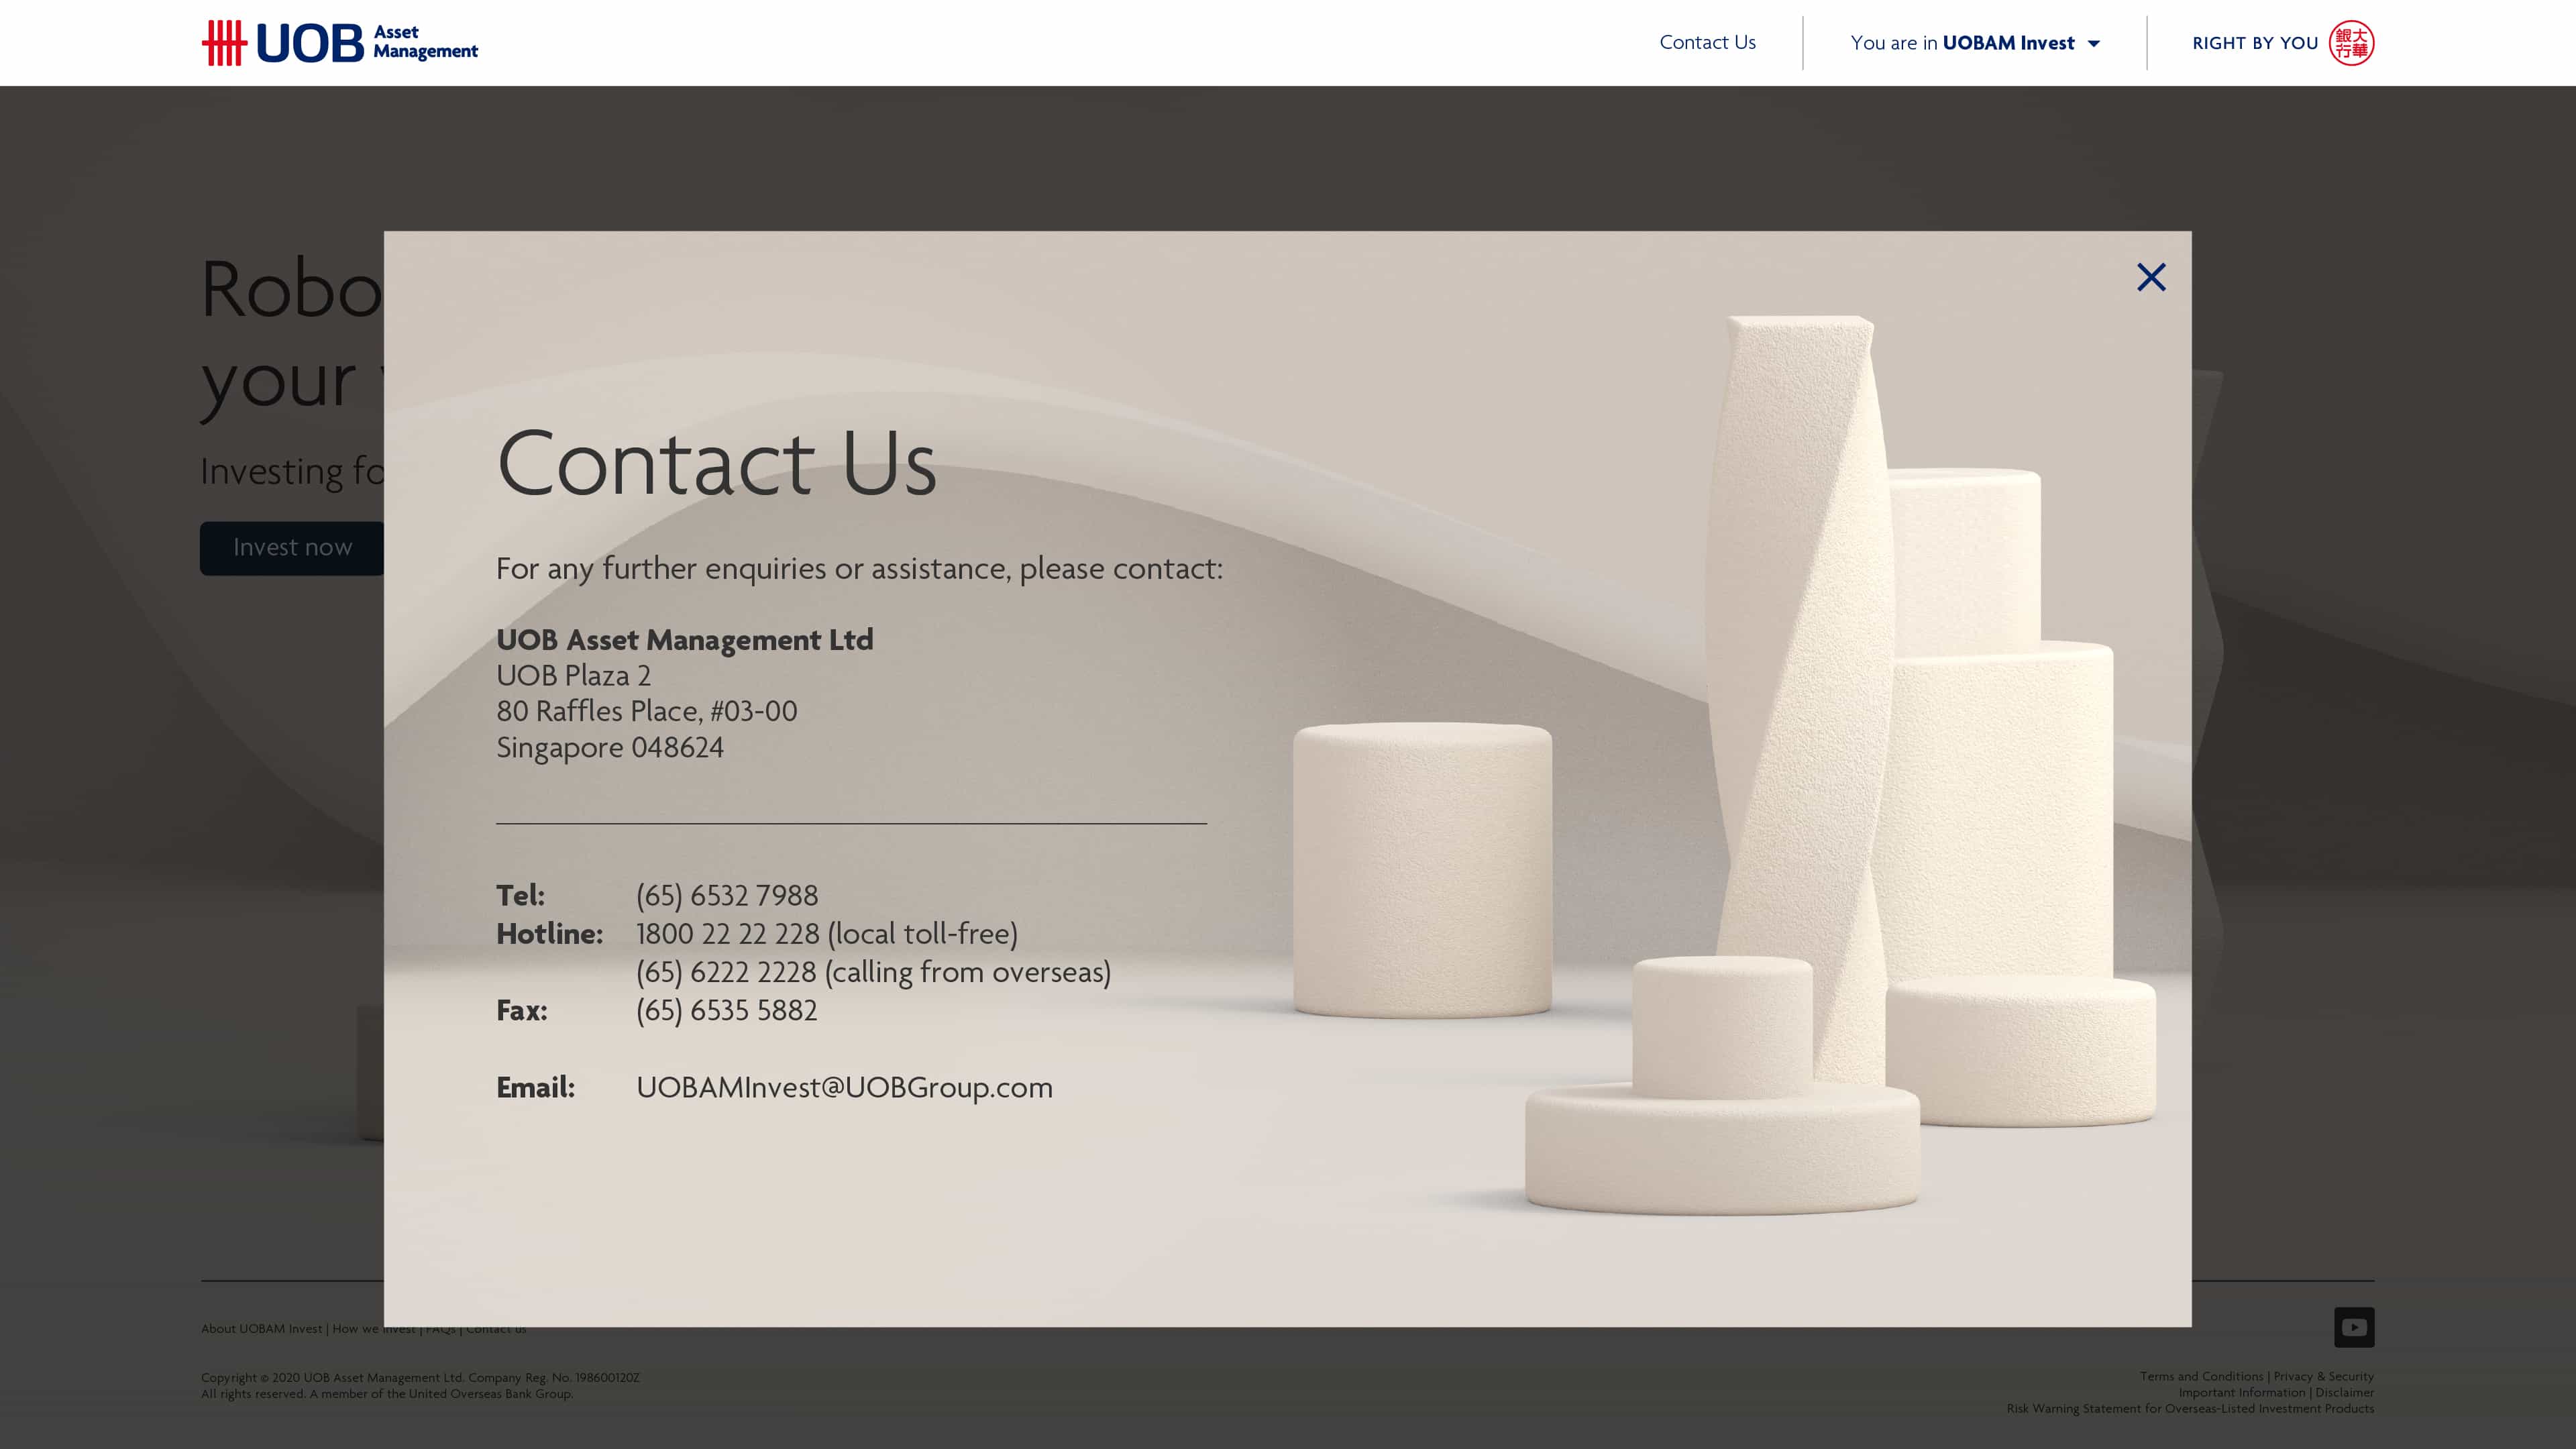 UOB Asset Management
Contact Us
You are in UOBAM Invest
RIGHT BY YOU
大華銀行
Robo
your
Investing fo
Invest now
Contact Us
For any further enquiries or assistance, please contact:
UOB Asset Management Ltd
UOB Plaza 2
80 Raffles Place, #03-00
Singapore 048624
Tel: (65) 6532 7988
Hotline: 1800 22 22 228 (local toll-free)
(65) 6222 2228 (calling from overseas)
Fax: (65) 6535 5882
Email: UOBAMInvest@UOBGroup.com
About UOBAM Invest | How we invest | FAQs | Contact us
Copyright © 2020 UOB Asset Management Ltd. Company Reg. No. 198600120Z
All rights reserved. A member of the United Overseas Bank Group.
Terms and Conditions | Privacy & Security
Important Information | Disclaimer
Risk Warning Statement for Overseas-Listed Investment Products